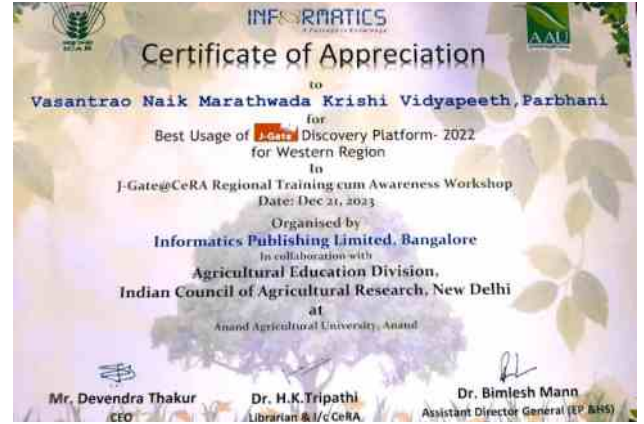 ICAR
INFORMATICS
AAU
Certificate of Appreciation
to
Vasantrao Naik Marathwada Krishi Vidyapeeth,Parbhani
for
Best Usage of J-Gate Discovery Platform- 2022
for Western Region
In
J-Gate@CeRA Regional Training cum Awareness Workshop
Date: Dec 21, 2023
Organised by
Informatics Publishing Limited, Bangalore
In collaboration with
Agricultural Education Division,
Indian Council of Agricultural Research, New Delhi
at
Anand Agricultural University, Anand
Mr. Devendra Thakur
CEO
Dr. H.K.Tripathi
Librarian & I/c CeRA
Dr. Bimlesh Mann
Assistant Director General (EP &HS)